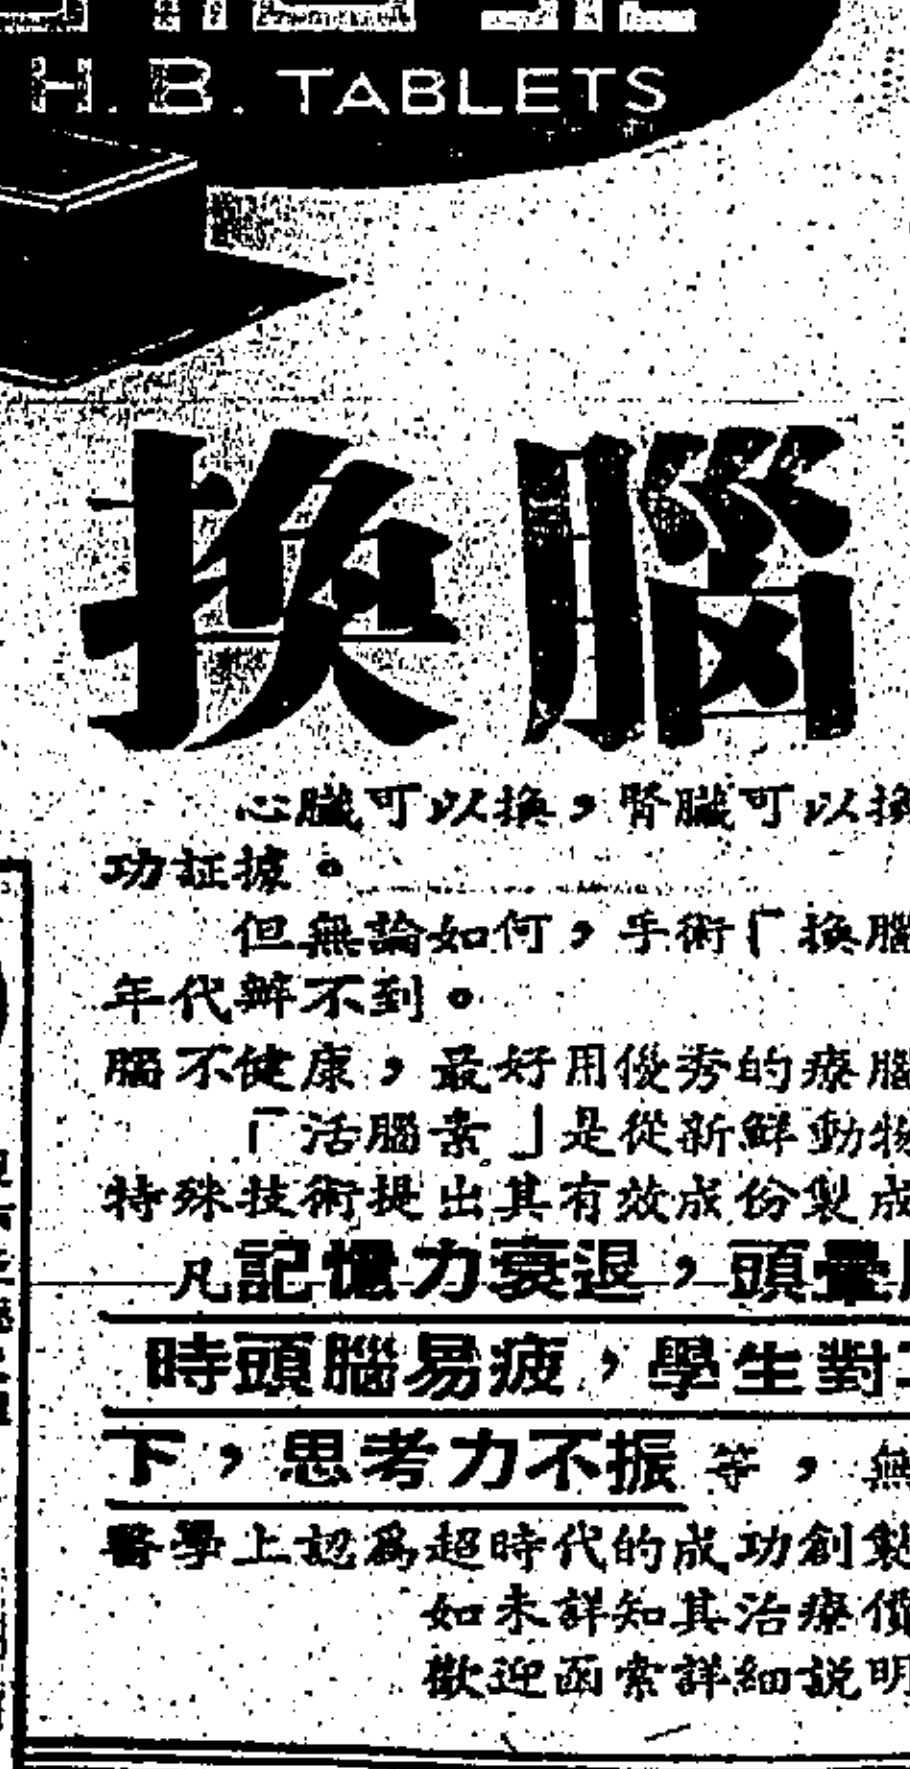 H. B. TABLETS
換腦
心臟可以換，腎臟可以換
功証據。
但無論如何，手術「換腦
年代辦不到。
腦不健康，最好用優秀的療腦
「活腦素」是從新鮮動物
特殊技術提出其有效成份製成
凡記憶力衰退，頭暈
時頭腦易疲，學生對
下，思考力不振等，無
醫學上認為超時代的成功創製
如未詳知其治療價
歡迎函索詳細説明